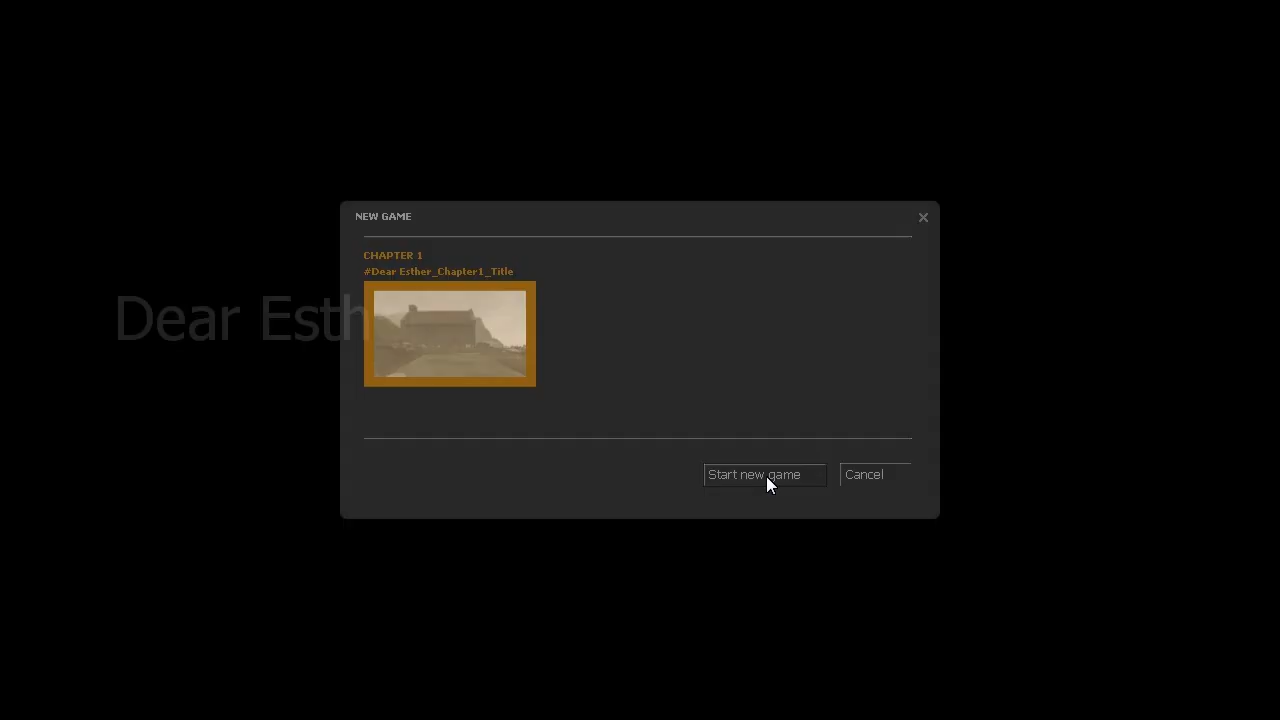 NEW GAME
CHAPTER 1
#Dear Esther_Chapter1_Title
Dear Esth
Start new game
Cancel